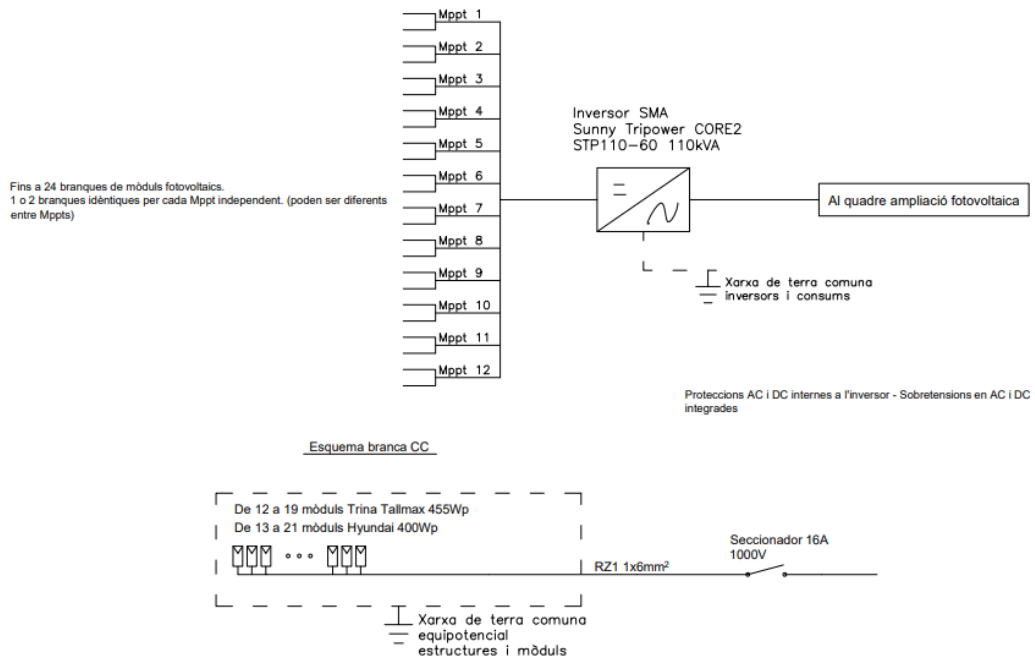 Mppt 1
Mppt 2
Mppt 3
Mppt 4
Mppt 5
Mppt 6
Mppt 7
Mppt 8
Mppt 9
Mppt 10
Mppt 11
Mppt 12
Fins a 24 branques de mòduls fotovoltaics.
1 o 2 branques idèntiques per cada Mppt independent. (poden ser diferents
entre Mppts)
Inversor SMA
Sunny Tripower CORE2
STP110-60 110kVA
Al quadre ampliació fotovoltaica
Xarxa de terra comuna
inversors i consums
Proteccions AC i DC internes a l'inversor - Sobretensions en AC i DC
integrades
Esquema branca CC
De 12 a 19 mòduls Trina Tallmax 455Wp
De 13 a 21 mòduls Hyundai 400Wp
RZ1 1x6mm²
Seccionador 16A
1000V
Xarxa de terra comuna
equipotencial
estructures i mòduls